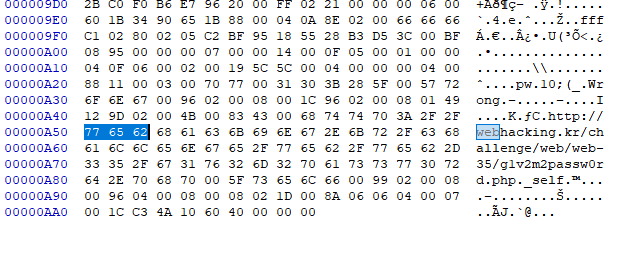 000009D0 2B C0 F0 B6 E7 96 20 00 FF 02 21 00 00 00 06 00 +Àð¶ç– .ÿ.!.....
000009E0 60 1B 34 90 65 1B 88 00 04 0A 8E 02 00 66 66 66 `.4.e.ˆ...Ž..fff
000009F0 C1 02 80 02 05 C2 BF 95 18 55 28 B3 D5 3C 00 BF Á.€..Â¿•.U(³Õ<.¿
00000A00 08 95 00 00 00 07 00 00 14 00 0F 05 00 01 00 00 .•..............
00000A10 04 0F 06 00 02 00 19 5C 5C 00 04 00 00 00 04 00 .......\\.......
00000A20 88 11 00 03 00 70 77 00 31 30 3B 28 5F 00 57 72 ˆ....pw.10;(_.Wr
00000A30 6F 6E 67 00 96 02 00 08 00 1C 96 02 00 08 01 49 ong.–.....–....I
00000A40 12 9D 02 00 4B 00 83 43 00 68 74 74 70 3A 2F 2F ....K.ƒC.http://
00000A50 77 65 62 68 61 63 6B 69 6E 67 2E 6B 72 2F 63 68 webhacking.kr/ch
00000A60 61 6C 6C 65 6E 67 65 2F 77 65 62 2F 77 65 62 2D allenge/web/web-
00000A70 33 35 2F 67 31 76 32 6D 32 70 61 73 73 77 30 72 35/g1v2m2passw0r
00000A80 64 2E 70 68 70 00 5F 73 65 6C 66 00 99 02 00 08 d.php._self.™...
00000A90 00 96 04 00 08 00 08 02 1D 00 8A 06 06 04 00 07 .–........Š.....
00000AA0 00 1C C3 4A 10 60 40 00 00 00 ..ÃJ.`@...